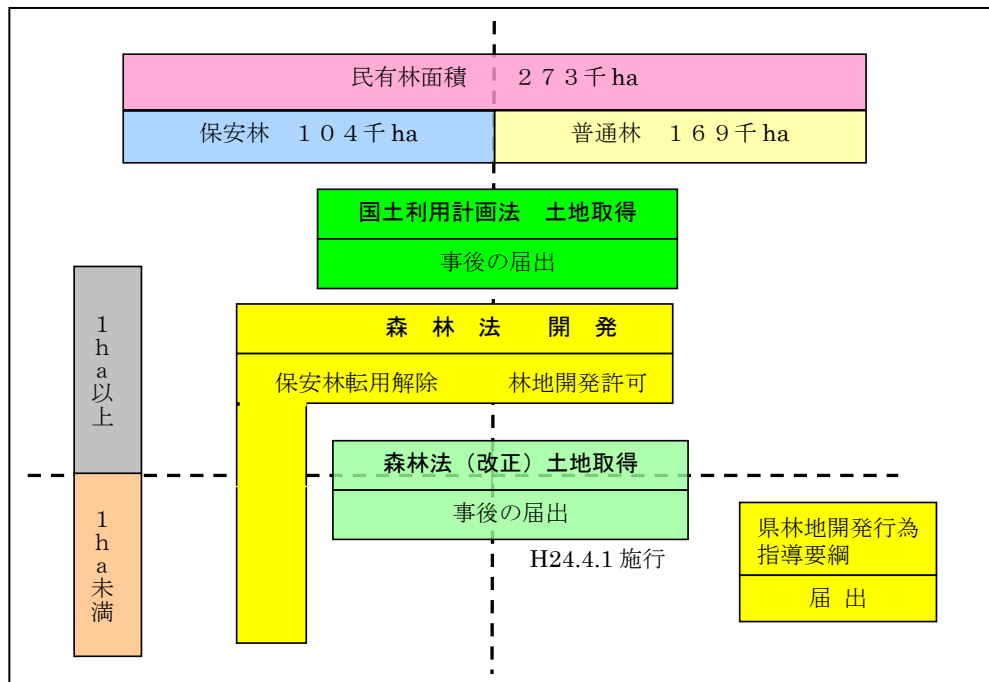 民有林面積　２７３千ha
保安林　１０４千ha
普通林　１６９千ha
国土利用計画法　土地取得
事後の届出
1ha以上
森　林　法　　開　発
保安林転用解除
林地開発許可
森林法（改正）土地取得
事後の届出
H24.4.1 施行
1ha未満
県林地開発行為
指導要綱
届 出